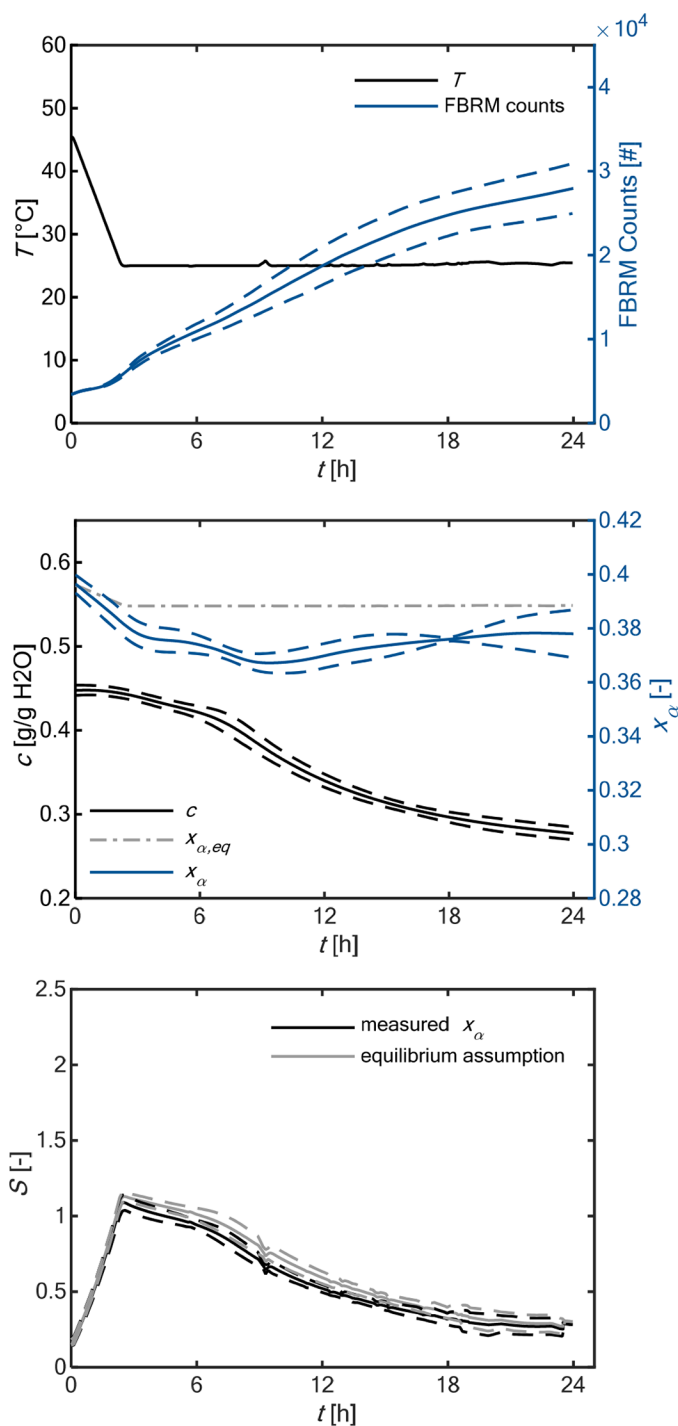 ×10⁴
60
50
40
30
20
10
0
T [°C]
T
FBRM counts
4
3
2
1
0
FBRM Counts [#]
0 6 12 18 24
t [h]
0.6
0.5
0.4
0.3
0.2
c [g/g H2O]
c
xα,eq
xα
0.42
0.4
0.38
0.36
0.34
0.32
0.3
0.28
xα [-]
0 6 12 18 24
t [h]
2.5
2
1.5
1
0.5
0
S [-]
measured xα
equilibrium assumption
0 6 12 18 24
t [h]